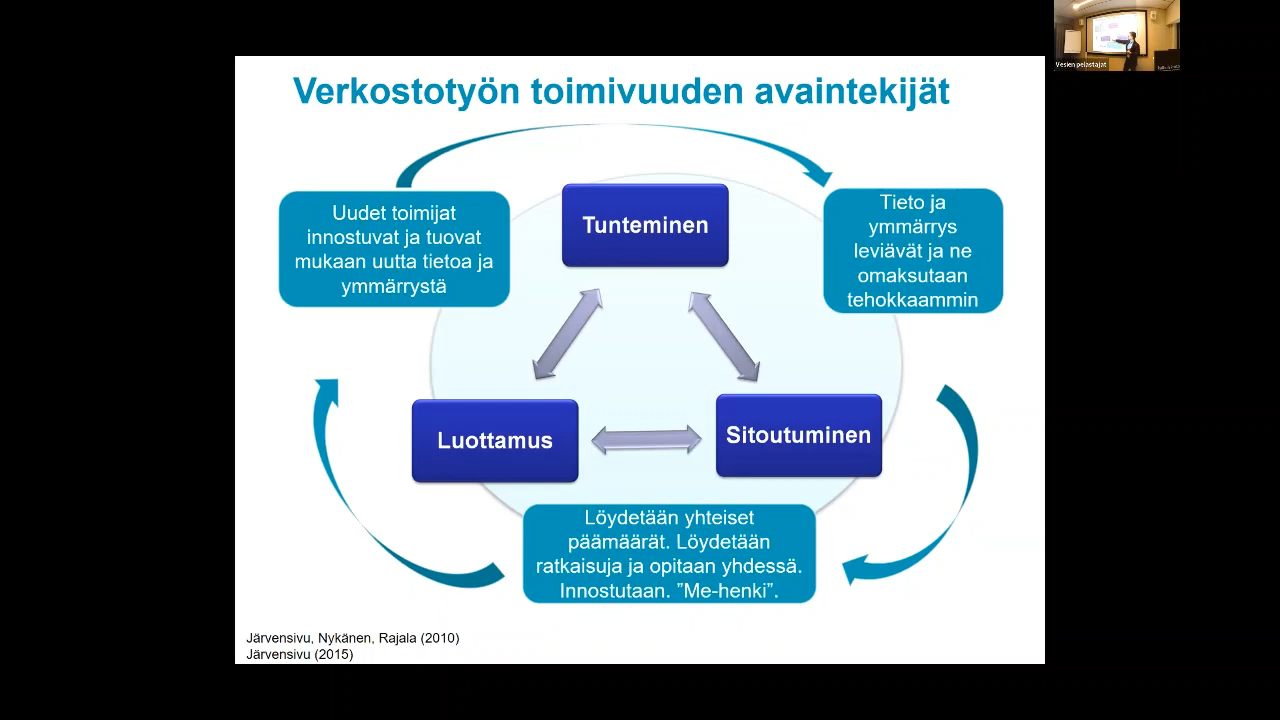 Verkostotyön toimivuuden avaintekijät
Uudet toimijat
innostuvat ja tuovat
mukaan uutta tietoa ja
ymmärrystä
Tunteminen
Tieto ja
ymmärrys
leviävät ja ne
omaksutaan
tehokkaammin
Luottamus
Sitoutuminen
Löydetään yhteiset
päämäärät. Löydetään
ratkaisuja ja opitaan yhdessä.
Innostutaan. ”Me-henki”.
Järvensivu, Nykänen, Rajala (2010)
Järvensivu (2015)
Vesien pelastajat